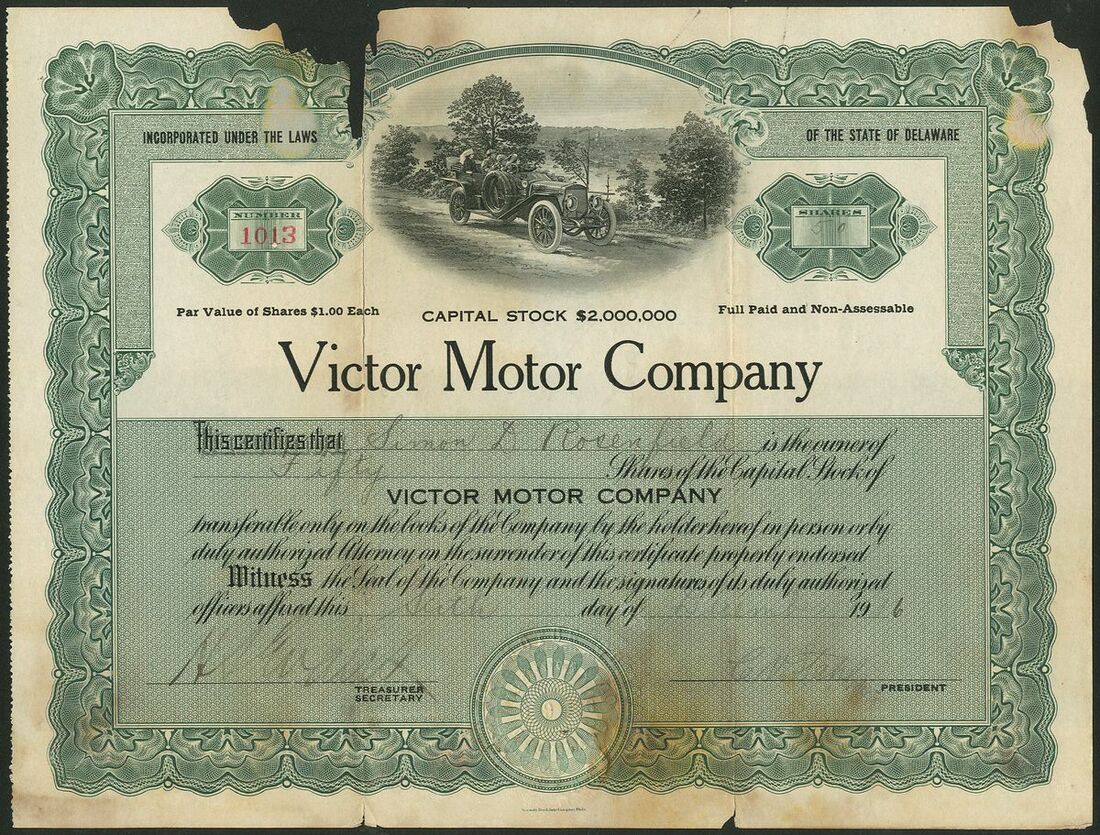 INCORPORATED UNDER THE LAWS OF THE STATE OF DELAWARE
NUMBER
1013
SHARES
50
Par Value of Shares $1.00 Each
CAPITAL STOCK $2,000,000
Full Paid and Non-Assessable
Victor Motor Company
This certifies that Simon D Rosenfield is the owner of
Fifty Shares of the Capital Stock of
VICTOR MOTOR COMPANY
transferable only on the books of the Company by the holder hereof in person or by
duly authorized Attorney on the surrender of this certificate properly endorsed
Witness the Seal of the Company and the signatures of its duly authorized
officers affixed this day of 19 6
TREASURER
SECRETARY
PRESIDENT